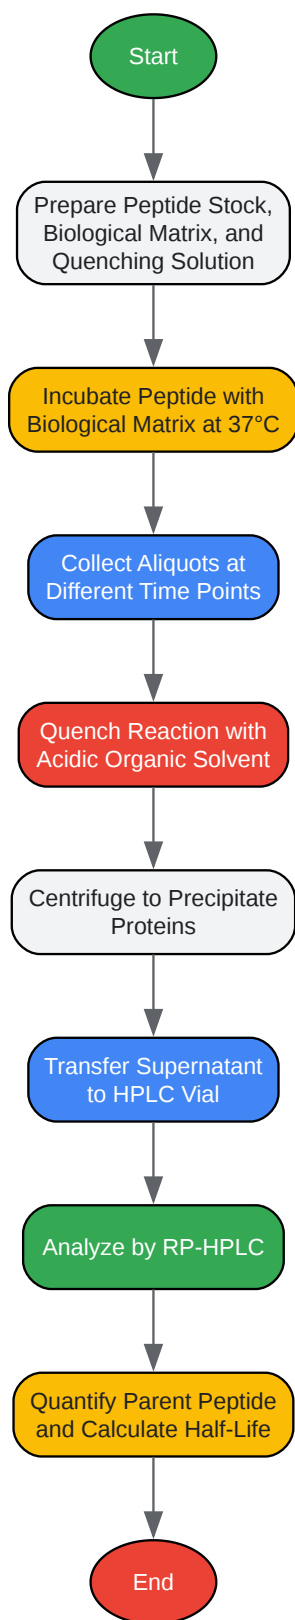 Start
Prepare Peptide Stock,
Biological Matrix, and
Quenching Solution
Incubate Peptide with
Biological Matrix at 37°C
Collect Aliquots at
Different Time Points
Quench Reaction with
Acidic Organic Solvent
Centrifuge to Precipitate
Proteins
Transfer Supernatant
to HPLC Vial
Analyze by RP-HPLC
Quantify Parent Peptide
and Calculate Half-Life
End